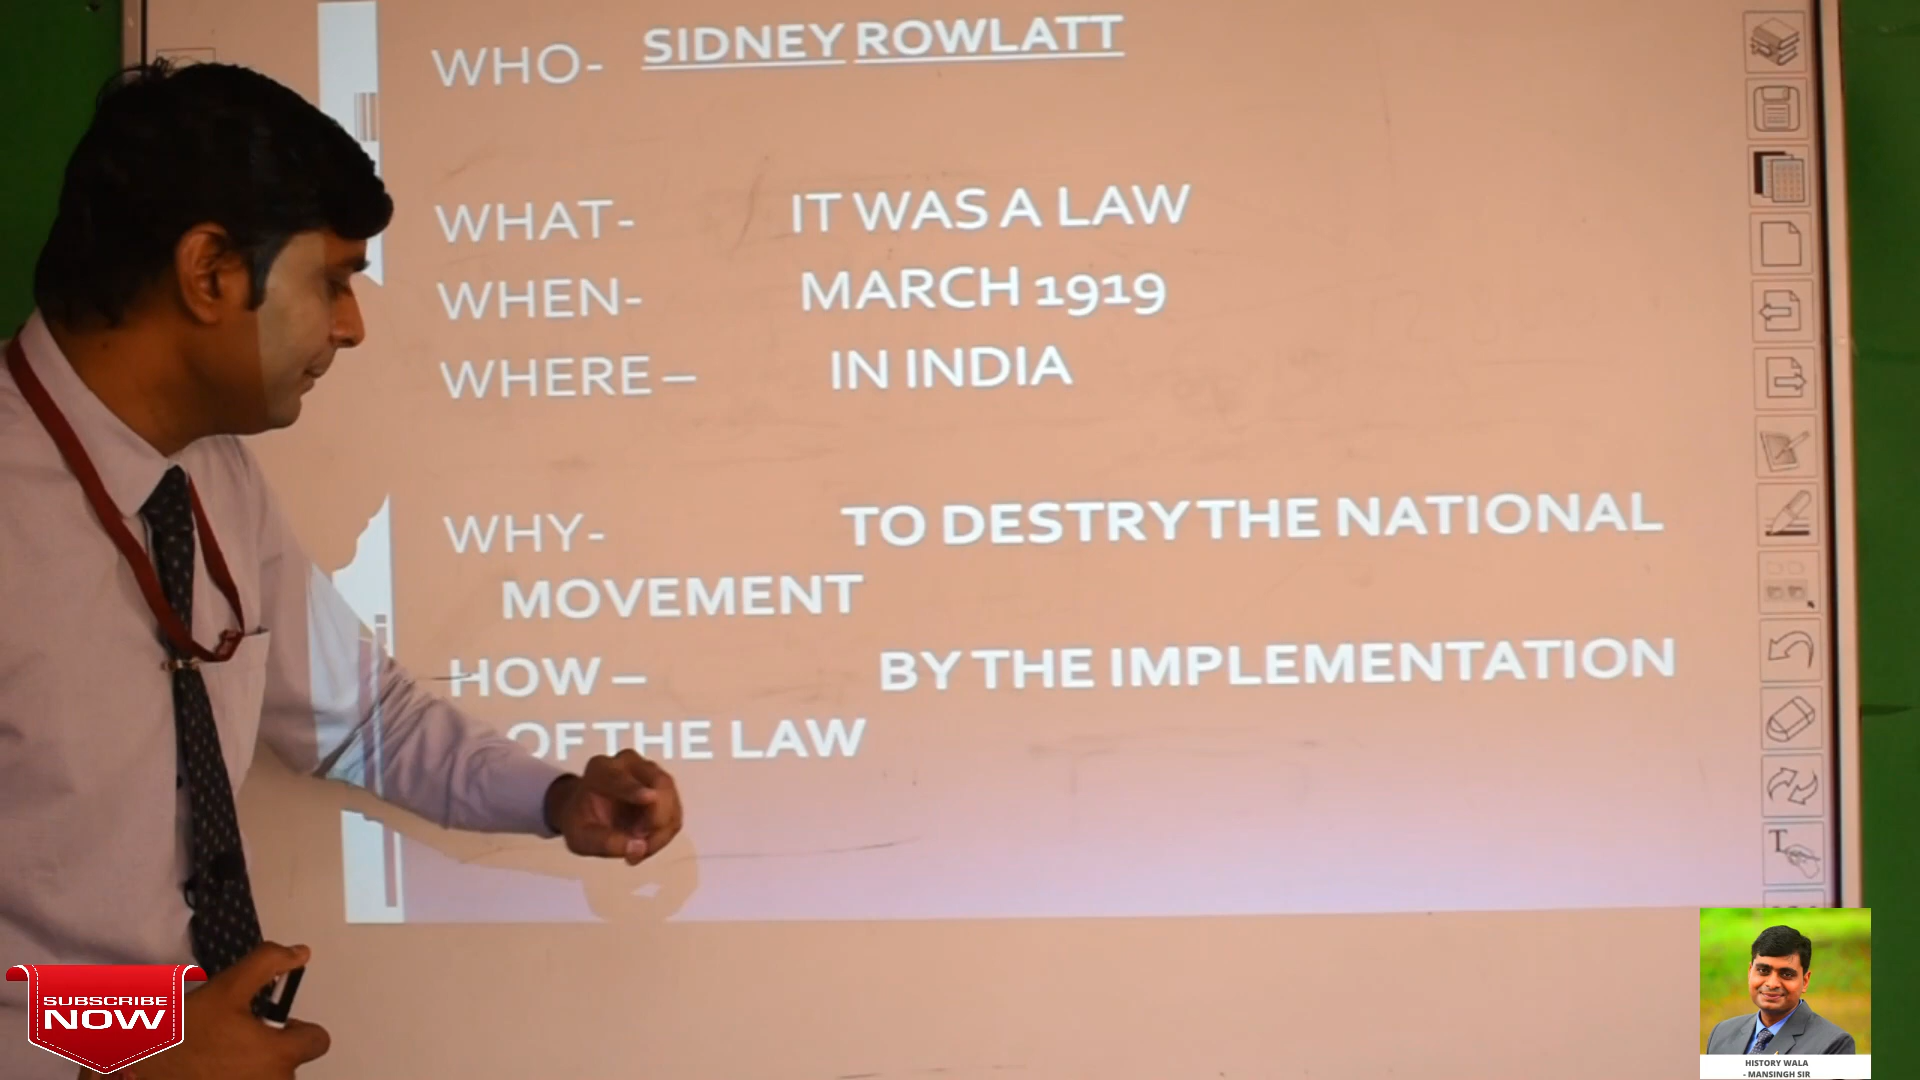 WHO- SIDNEY ROWLATT
WHAT- IT WAS A LAW
WHEN- MARCH 1919
WHERE – IN INDIA
WHY- TO DESTRY THE NATIONAL
MOVEMENT
HOW – BY THE IMPLEMENTATION
OF THE LAW
T
SUBSCRIBE
NOW
HISTORY WALA
- MANSINGH SIR